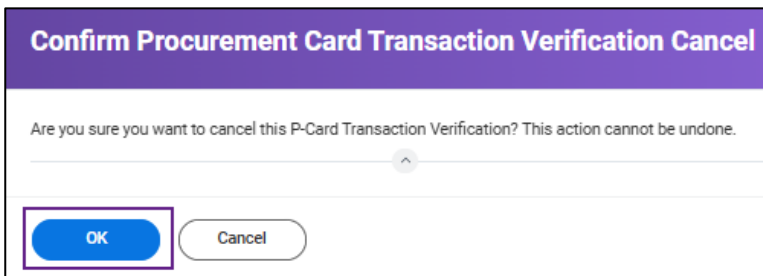 Confirm Procurement Card Transaction Verification Cancel
Are you sure you want to cancel this P-Card Transaction Verification? This action cannot be undone.
OK
Cancel